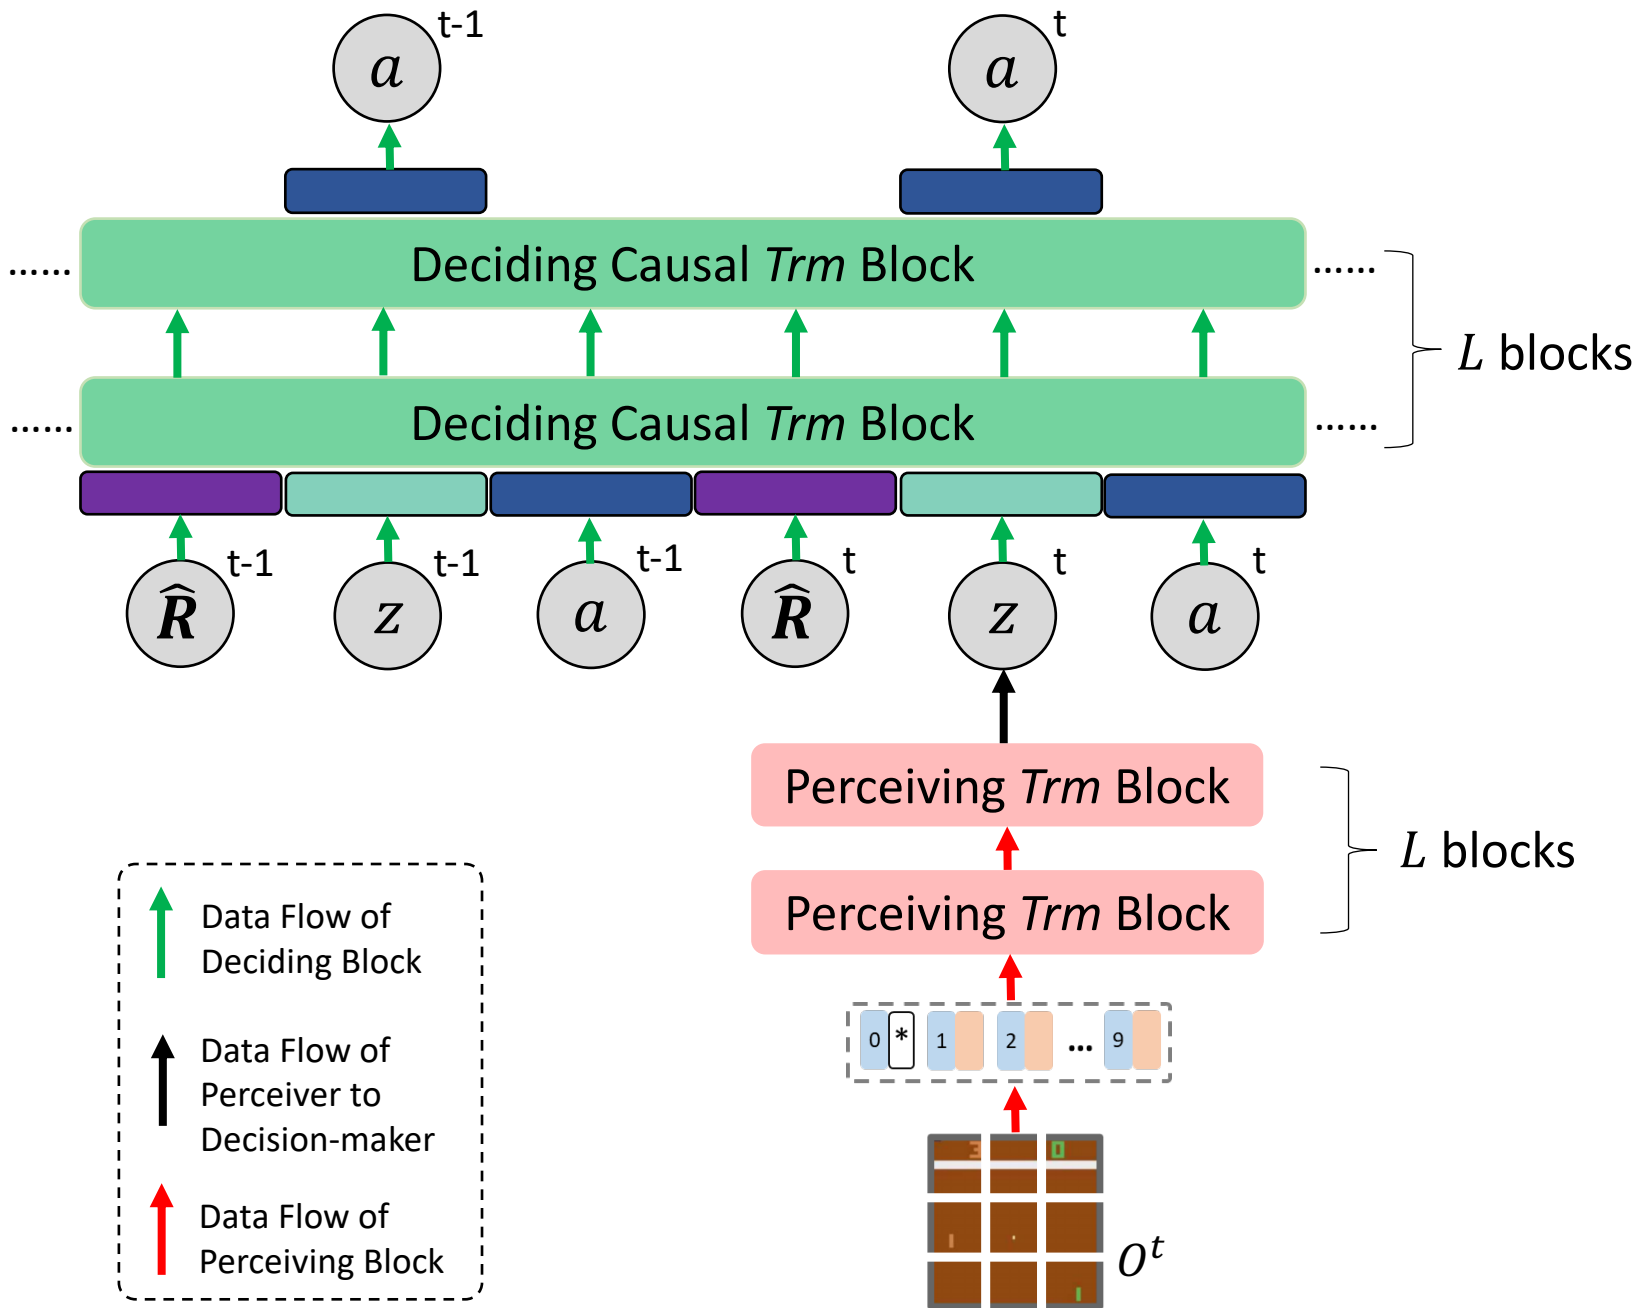 t-1
t
a
a
...... Deciding Causal Trm Block ......
L blocks
...... Deciding Causal Trm Block ......
t-1 t-1 t-1 t t t
R̂ z a R̂ z a
Perceiving Trm Block
L blocks
Perceiving Trm Block
0 * 1 2 ... 9
3 0
O^t
Data Flow of
Deciding Block
Data Flow of
Perceiver to
Decision-maker
Data Flow of
Perceiving Block